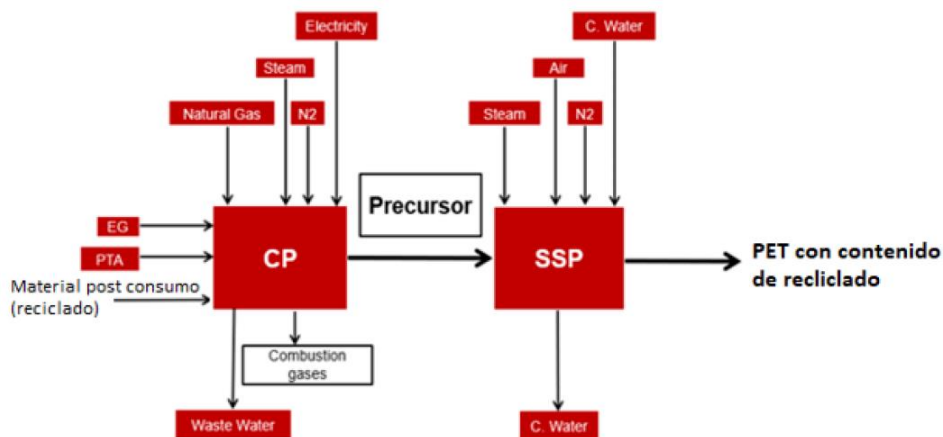 Electricity
C. Water
Steam
Air
Natural Gas
N2
Steam
N2
Precursor
EG
CP
SSP
PET con contenido
de recliclado
PTA
Material post consumo
(reciclado)
Combustion
gases
Waste Water
C. Water